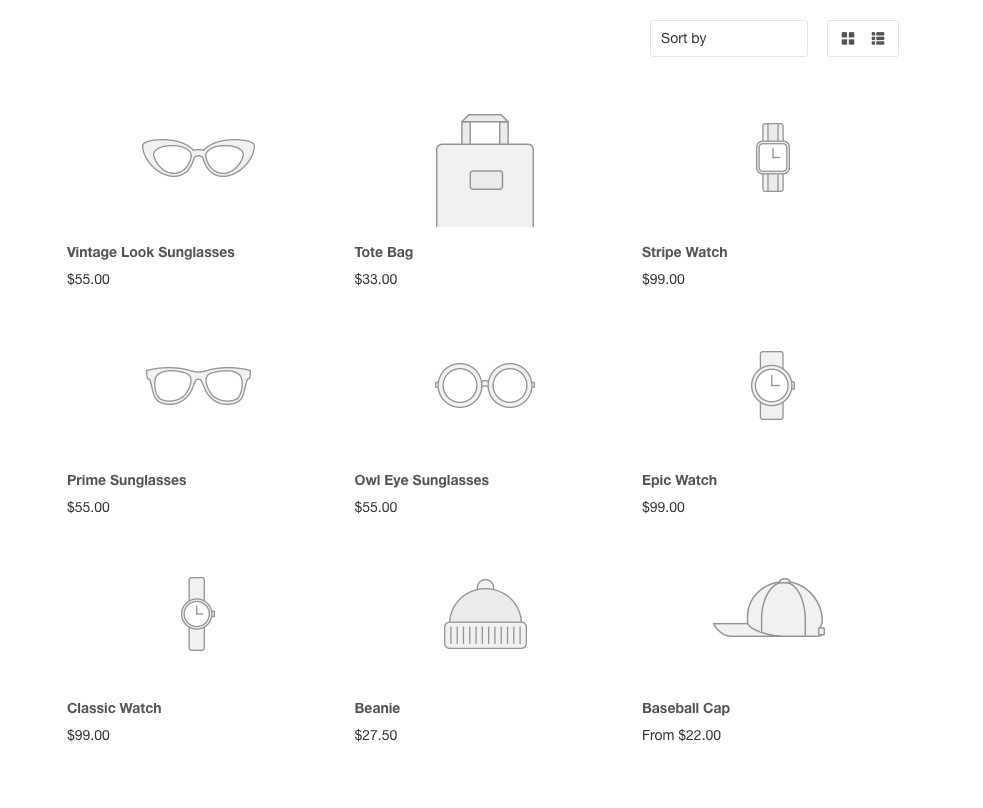 Sort by
Vintage Look Sunglasses
$55.00
Tote Bag
$33.00
Stripe Watch
$99.00
Prime Sunglasses
$55.00
Owl Eye Sunglasses
$55.00
Epic Watch
$99.00
Classic Watch
$99.00
Beanie
$27.50
Baseball Cap
From $22.00